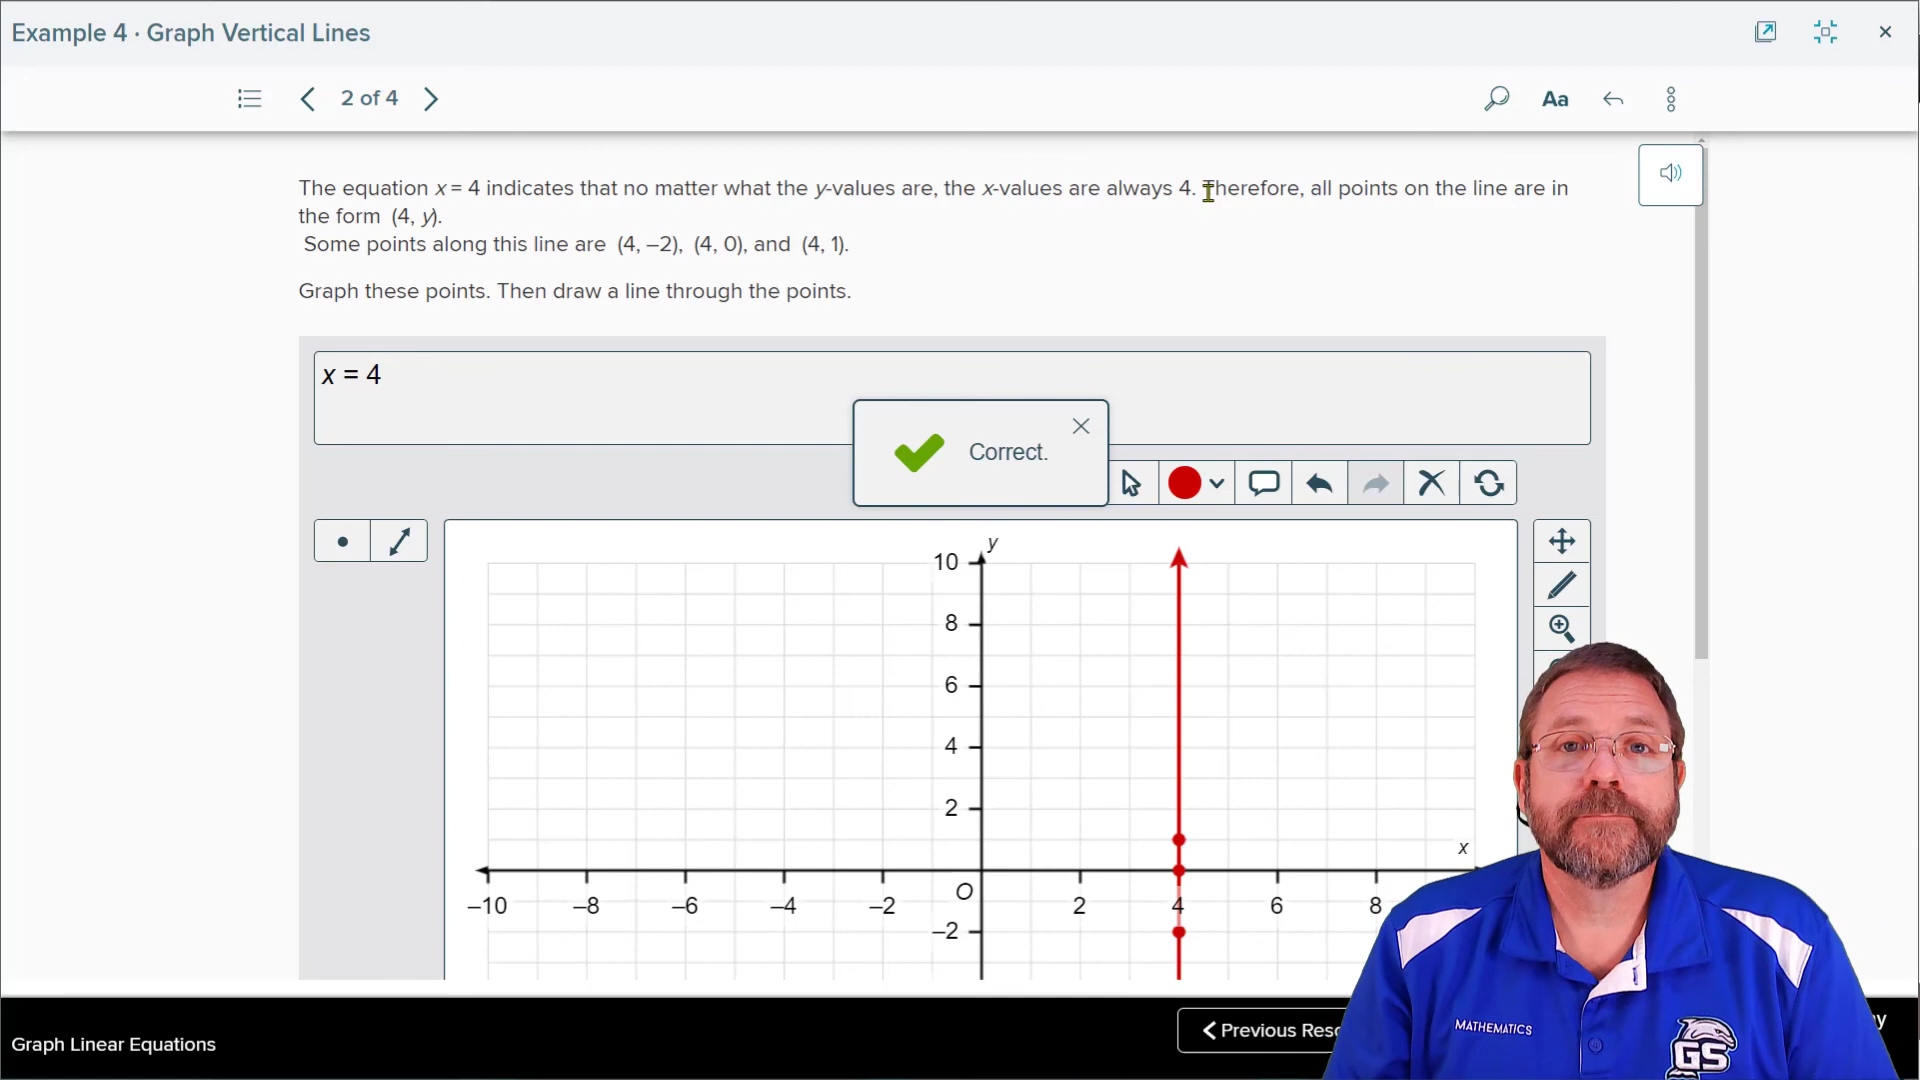 Example 4 · Graph Vertical Lines
2 of 4
Aa
The equation x = 4 indicates that no matter what the y-values are, the x-values are always 4. Therefore, all points on the line are in
the form (4, y).
Some points along this line are (4, –2), (4, 0), and (4, 1).
Graph these points. Then draw a line through the points.
x = 4
Correct.
y
10
8
6
4
2
x
O
–10 –8 –6 –4 –2 2 4 6 8
–2
Previous
Graph Linear Equations
MATHEMATICS
GS